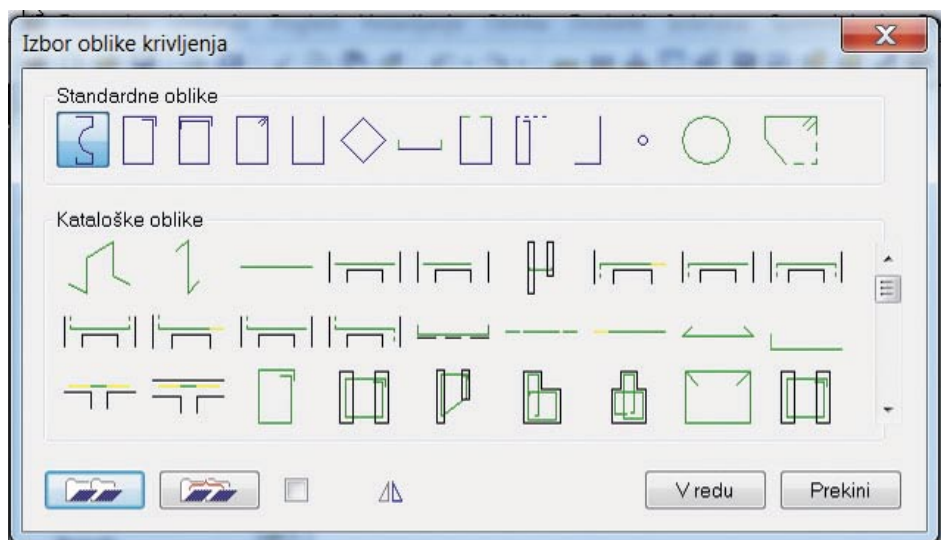 Izbor oblike krivljenja
Standardne oblike
Kataloške oblike
V redu
Prekini